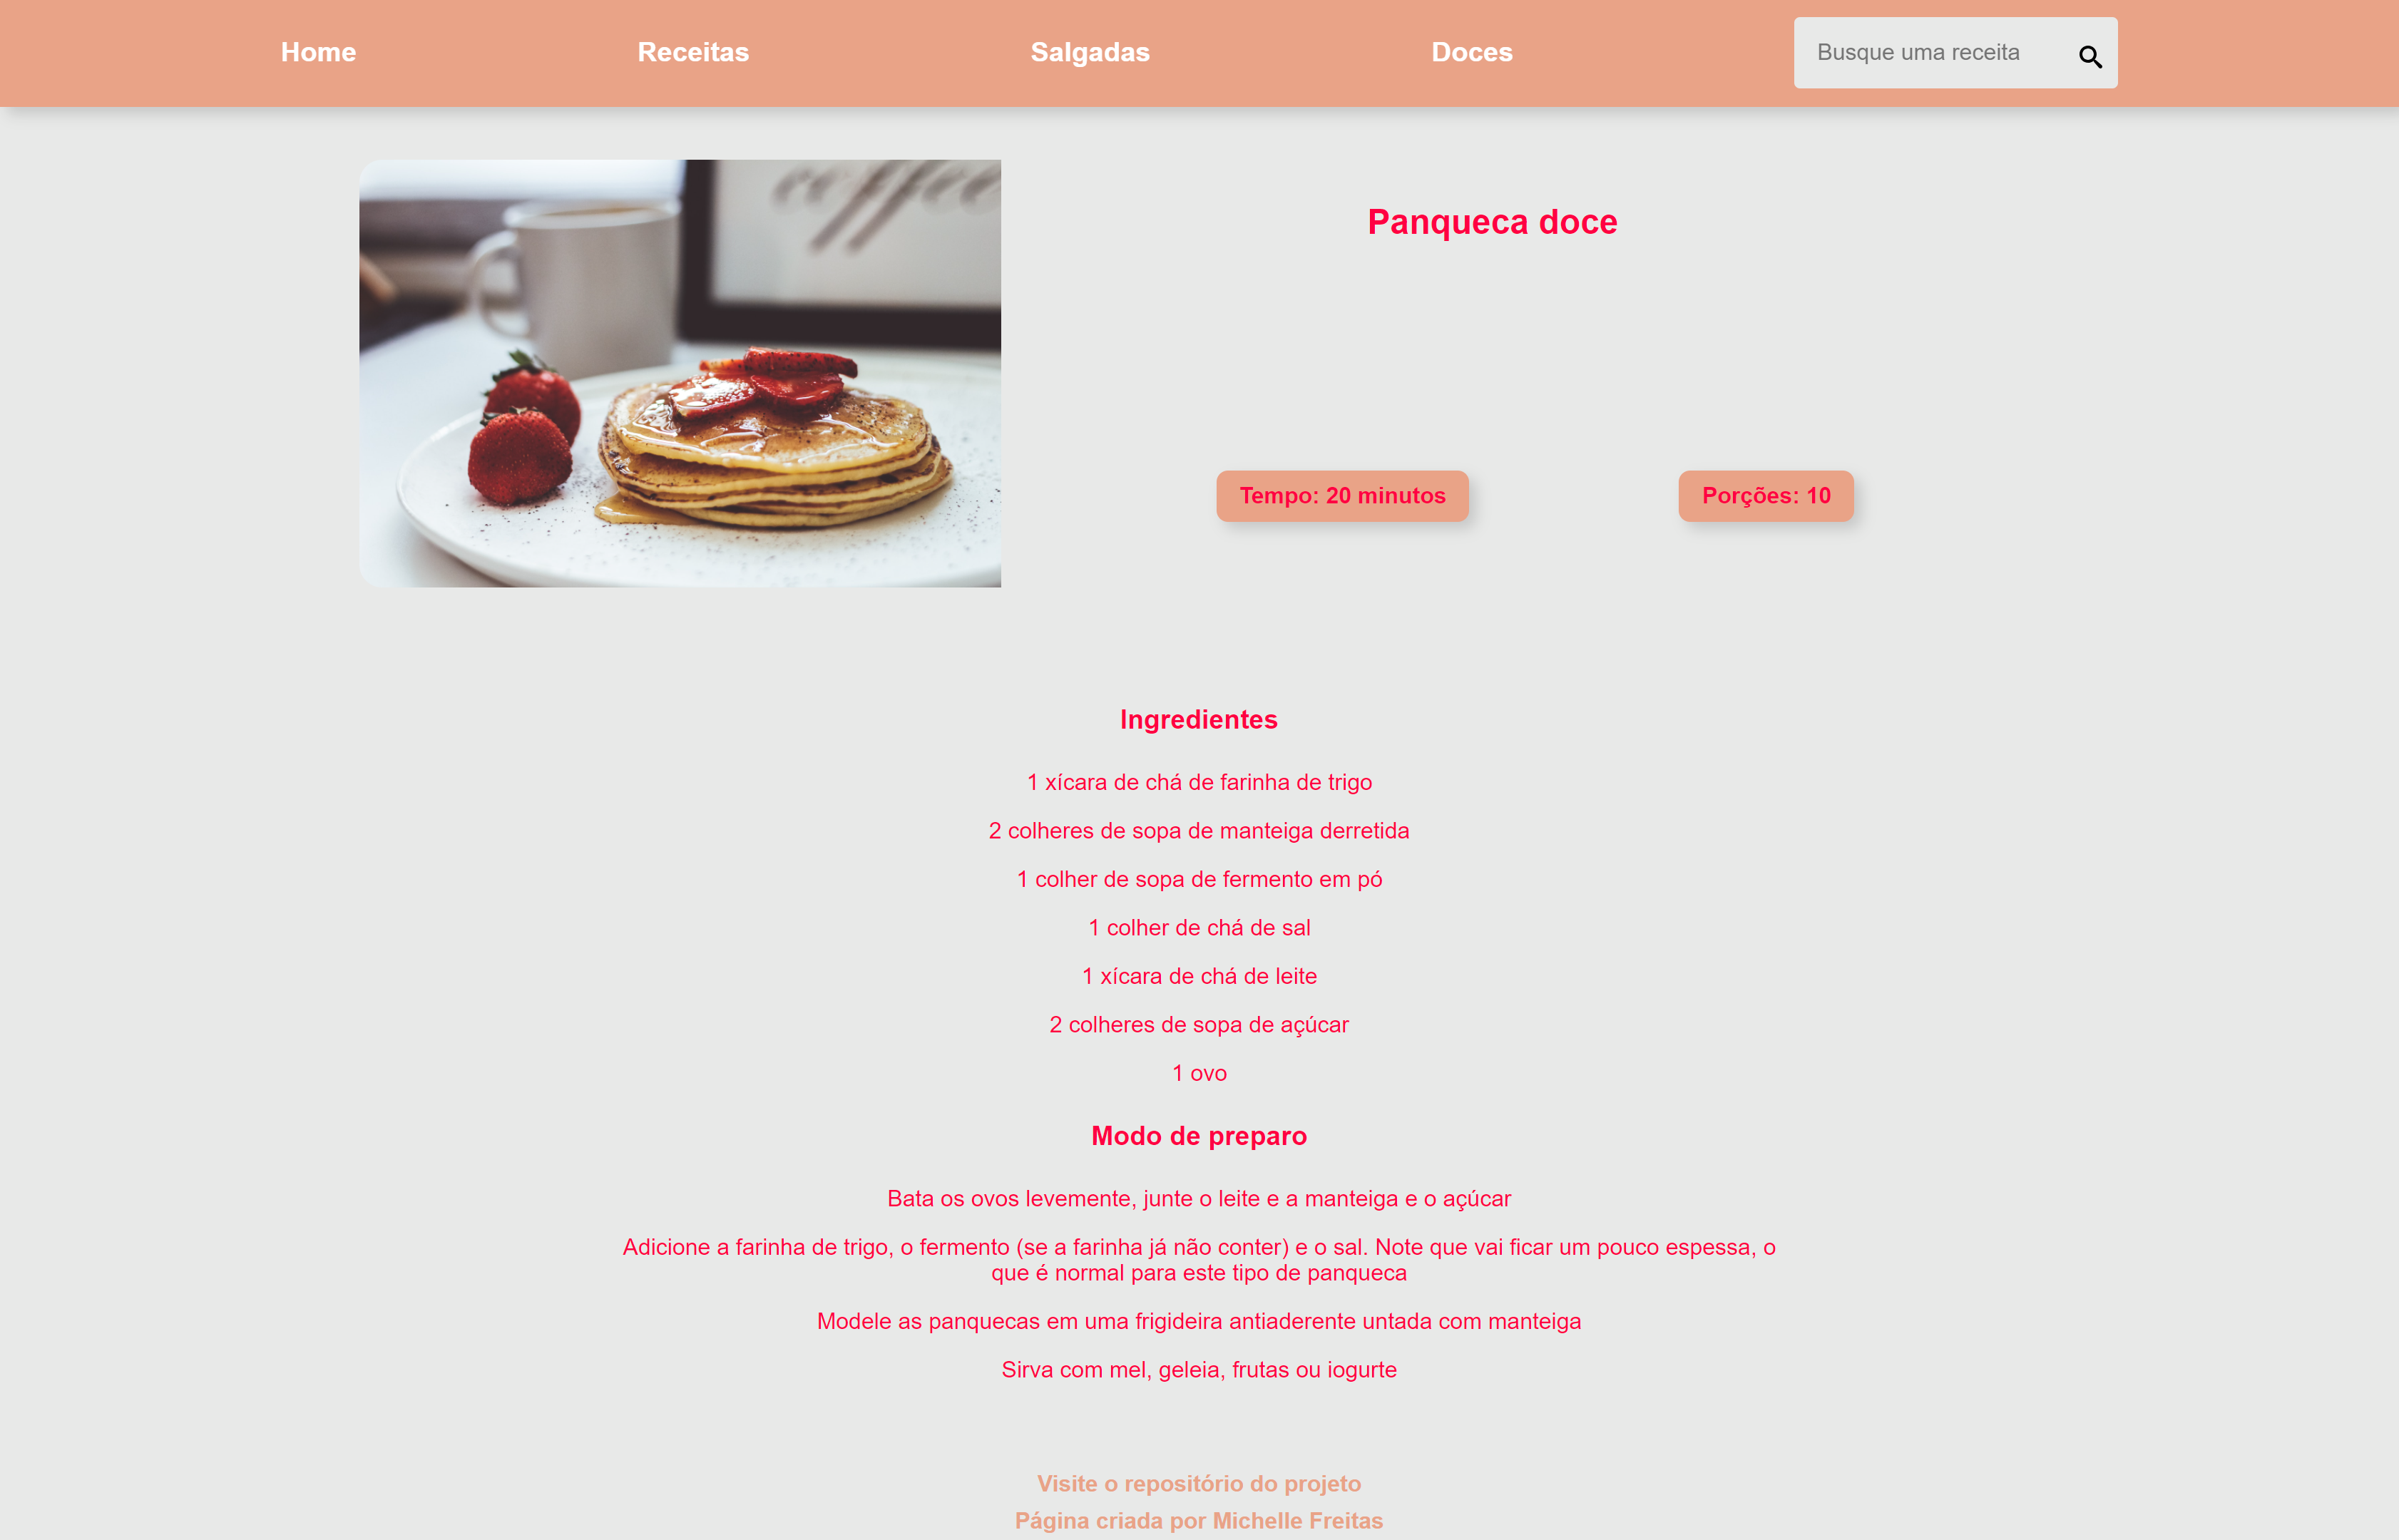 Home
Receitas
Salgadas
Doces
Busque uma receita
coffee
Panqueca doce
Tempo: 20 minutos
Porções: 10
Ingredientes
1 xícara de chá de farinha de trigo
2 colheres de sopa de manteiga derretida
1 colher de sopa de fermento em pó
1 colher de chá de sal
1 xícara de chá de leite
2 colheres de sopa de açúcar
1 ovo
Modo de preparo
Bata os ovos levemente, junte o leite e a manteiga e o açúcar
Adicione a farinha de trigo, o fermento (se a farinha já não conter) e o sal. Note que vai ficar um pouco espessa, o
que é normal para este tipo de panqueca
Modele as panquecas em uma frigideira antiaderente untada com manteiga
Sirva com mel, geleia, frutas ou iogurte
Visite o repositório do projeto
Página criada por Michelle Freitas